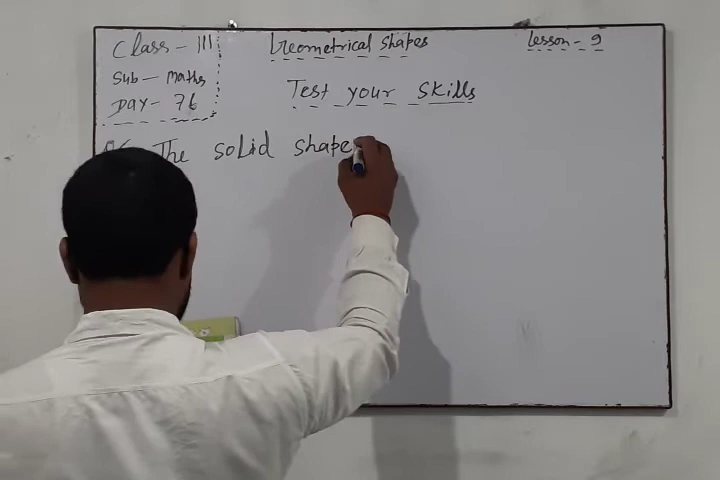 Class - III
Geometrical Shapes
Lesson - 9
Sub - Maths
Test your Skills
Day - 76
The solid shape